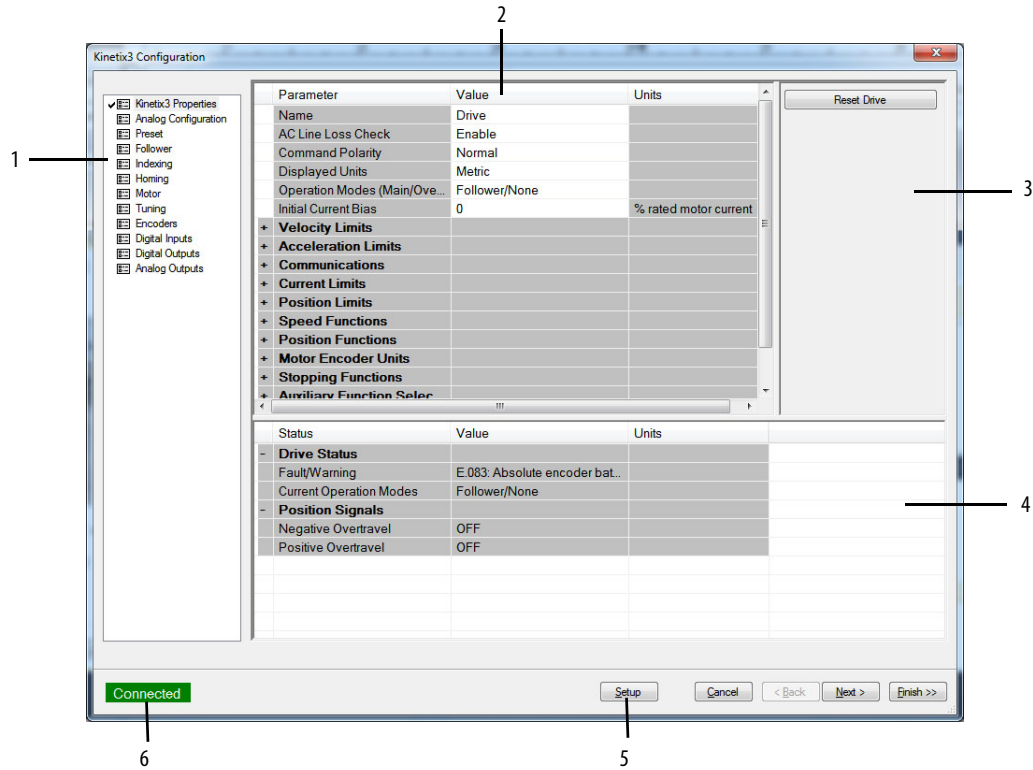 2
Kinetix3 Configuration
Kinetix3 Properties
Analog Configuration
Preset
Follower
Indexing
Homing
Motor
Tuning
Encoders
Digital Inputs
Digital Outputs
Analog Outputs
1
Parameter Value Units
Name Drive
AC Line Loss Check Enable
Command Polarity Normal
Displayed Units Metric
Operation Modes (Main/Ove... Follower/None
Initial Current Bias 0 % rated motor current
+ Velocity Limits
+ Acceleration Limits
+ Communications
+ Current Limits
+ Position Limits
+ Speed Functions
+ Position Functions
+ Motor Encoder Units
+ Stopping Functions
+ Auxiliary Function Selec
Reset Drive
3
Status Value Units
- Drive Status
Fault/Warning E.083: Absolute encoder bat...
Current Operation Modes Follower/None
- Position Signals
Negative Overtravel OFF
Positive Overtravel OFF
4
Connected
Setup
Cancel
< Back
Next >
Finish >>
6
5